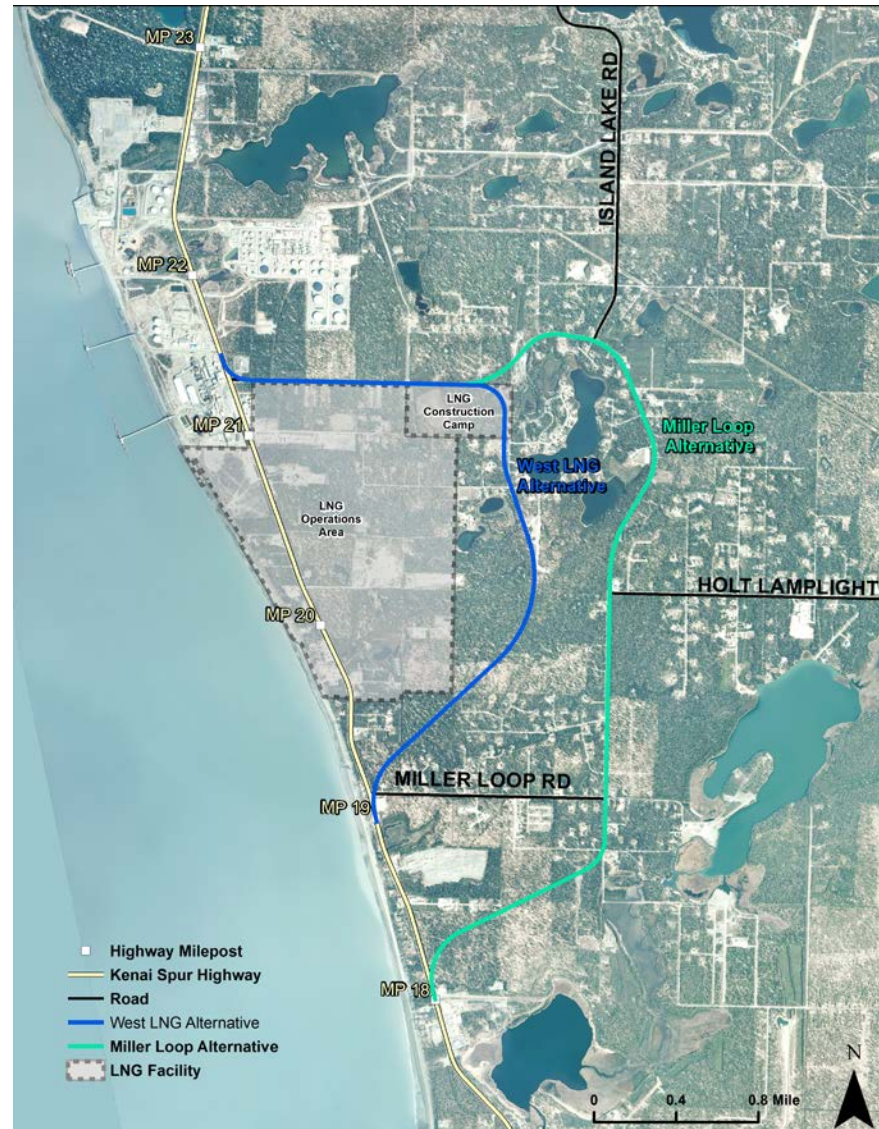 MP 23
ISLAND LAKE RD
MP 22
LNG
Construction
Camp
MP 21
Miller Loop
Alternative
West LNG
Alternative
LNG
Operations
Area
HOLT LAMPLIGHT
MP 20
MILLER LOOP RD
MP 19
MP 18
Highway Milepost
Kenai Spur Highway
Road
West LNG Alternative
Miller Loop Alternative
LNG Facility
N
0 0.4 0.8 Mile